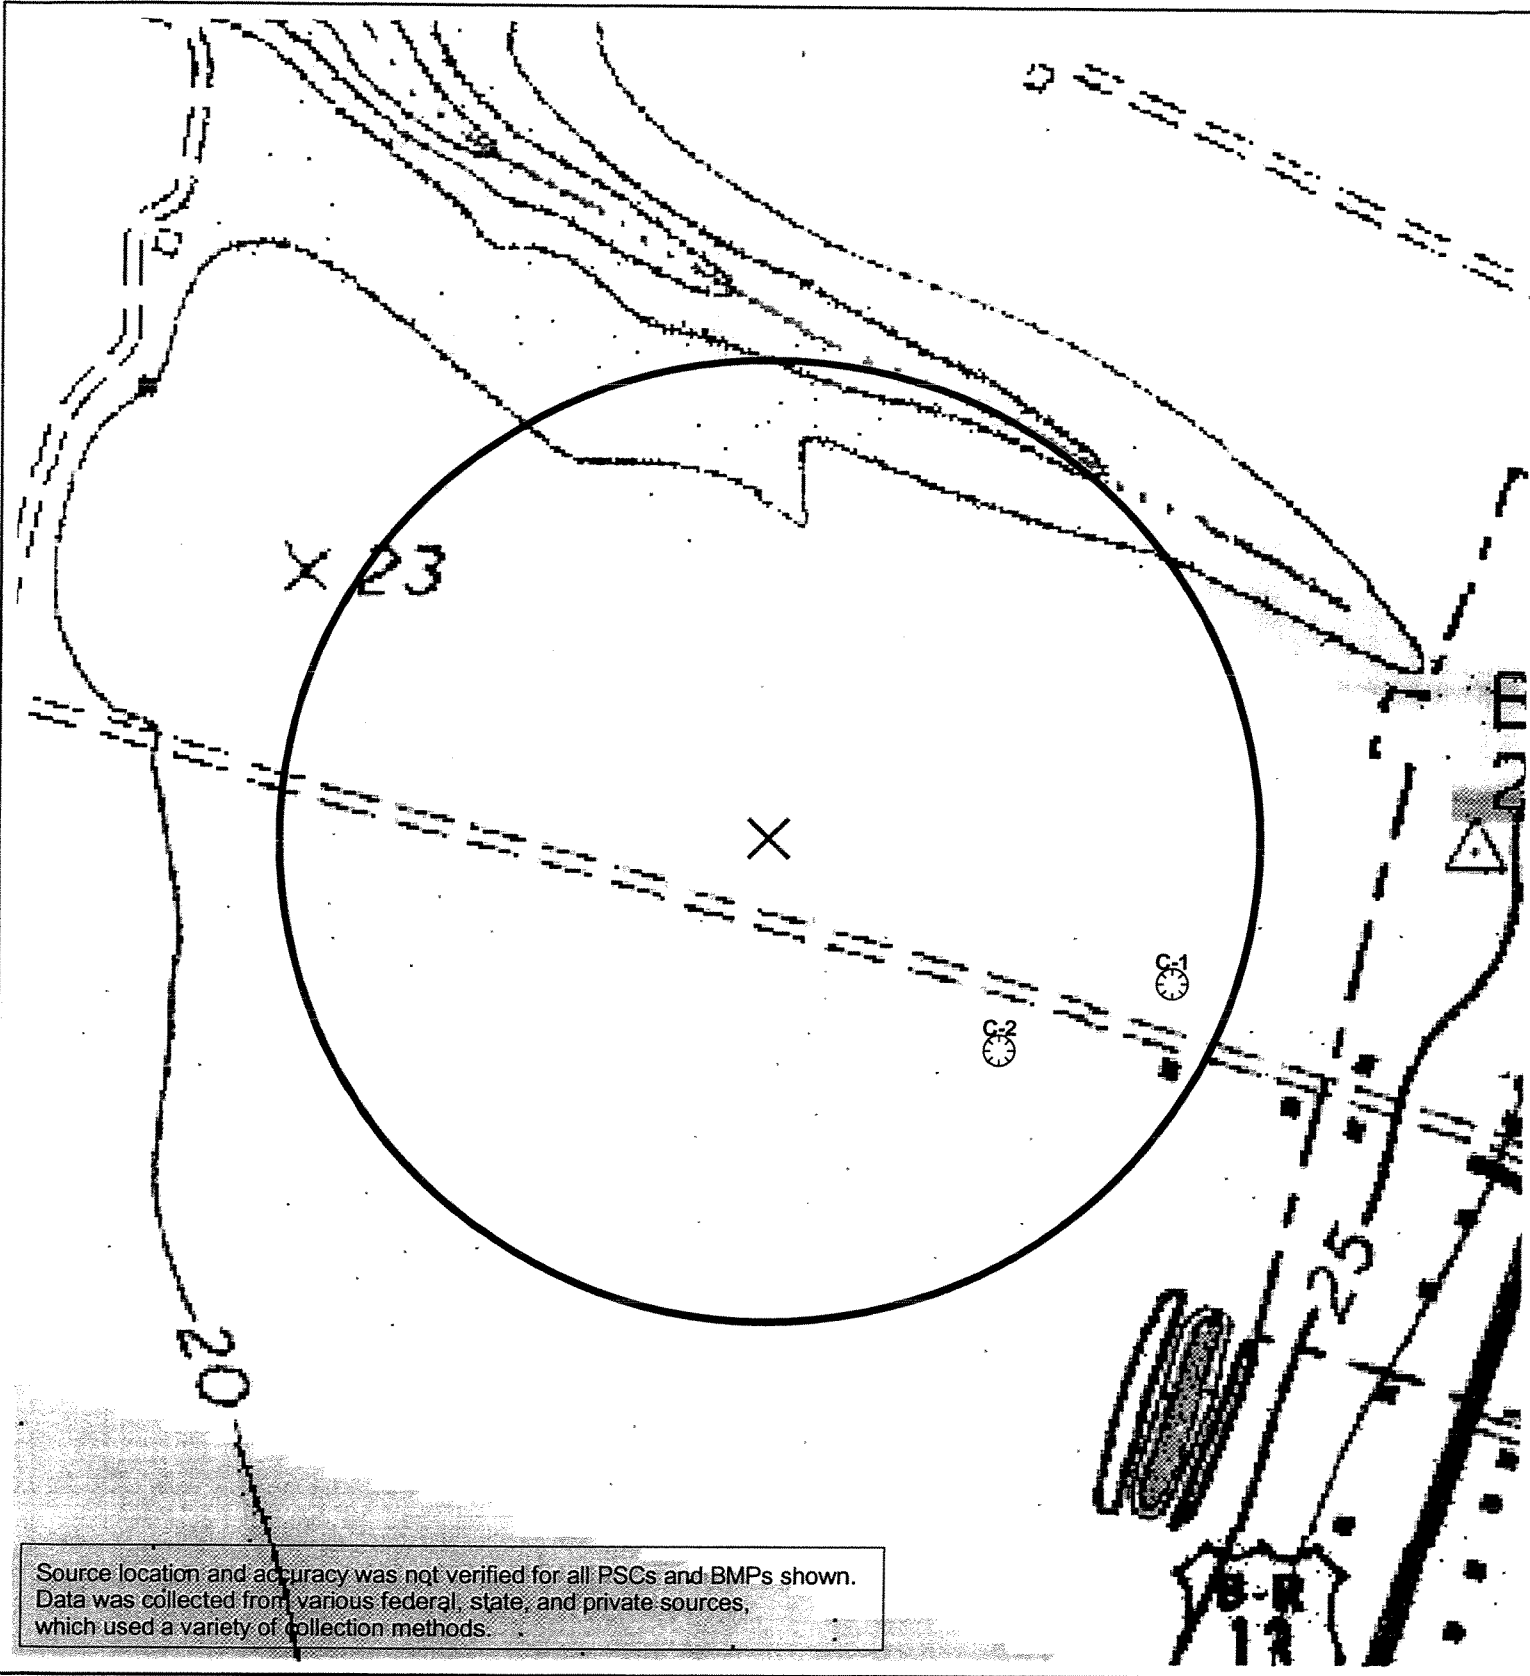 23
C-1
C-2
25
20
Source location and accuracy was not verified for all PSCs and BMPs shown.
Data was collected from various federal, state, and private sources,
which used a variety of collection methods.
13